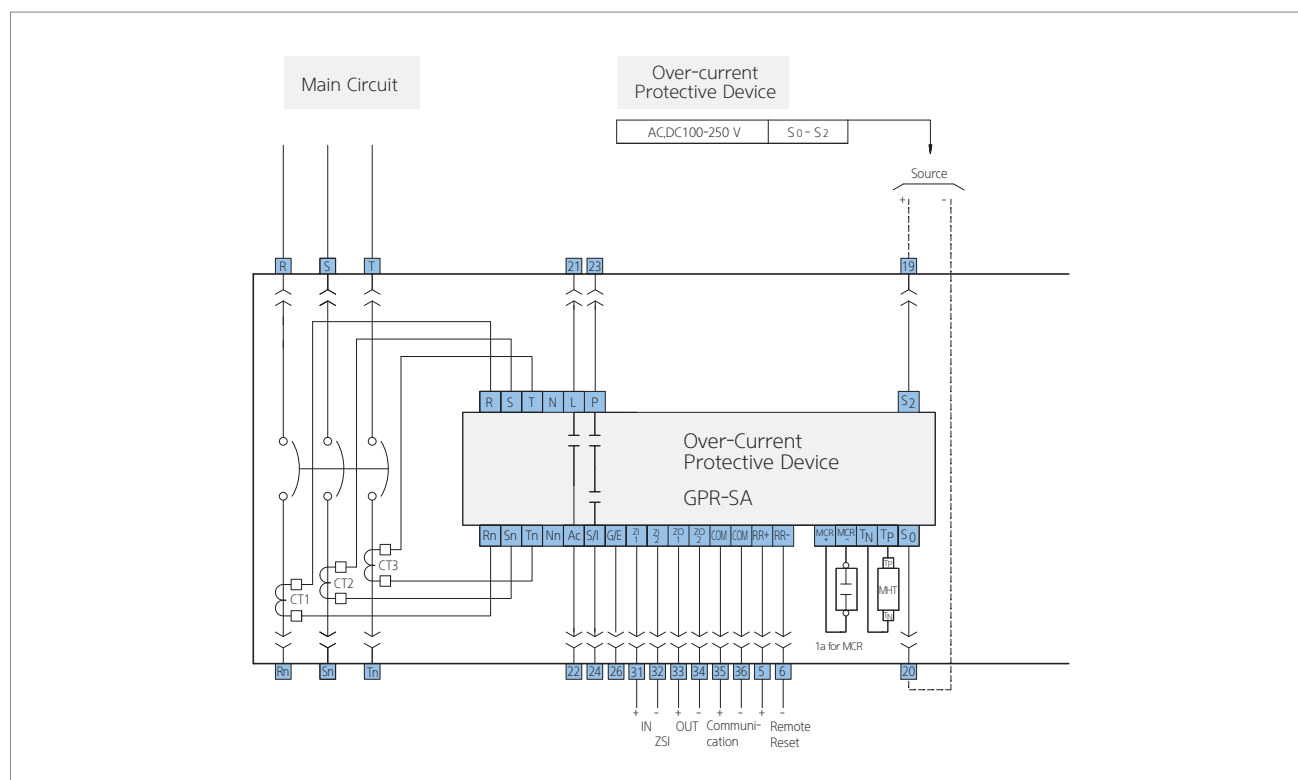 Main Circuit
Over-current
Protective Device
AC,DC100-250 V
S0 - S2
Source
+ -
R S T 21 23 19
R S T N L P S2
Over-Current
Protective Device
GPR-SA
Rn Sn Tn Nn Ac S/I G/E ZI 1 ZI 2 ZO 1 ZO 2 COM COM RR+ RR- MCR + MCR - TN TP S0
CT1 CT2 CT3
TP
MHT
TN
1a for MCR
Rn Sn Tn 22 24 26 31 32 33 34 35 36 5 6 20
+ - + - + - + -
IN OUT Communi- Remote
ZSI cation Reset